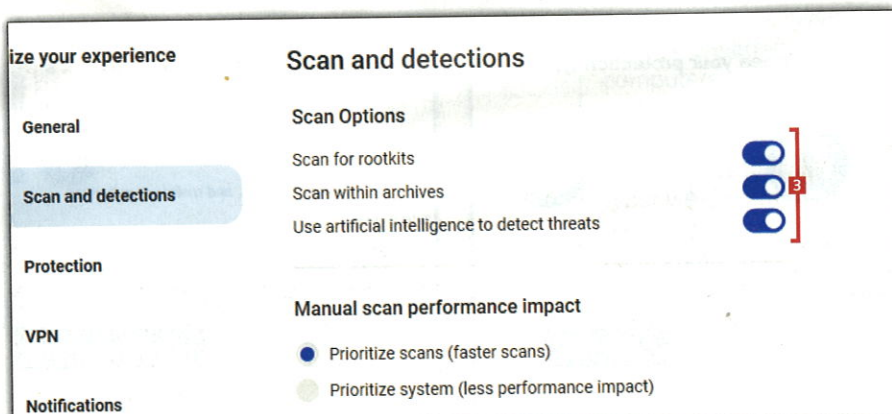 ize your experience
General
Scan and detections
Protection
VPN
Notifications
Scan and detections
Scan Options
Scan for rootkits
Scan within archives
Use artificial intelligence to detect threats
3
Manual scan performance impact
Prioritize scans (faster scans)
Prioritize system (less performance impact)